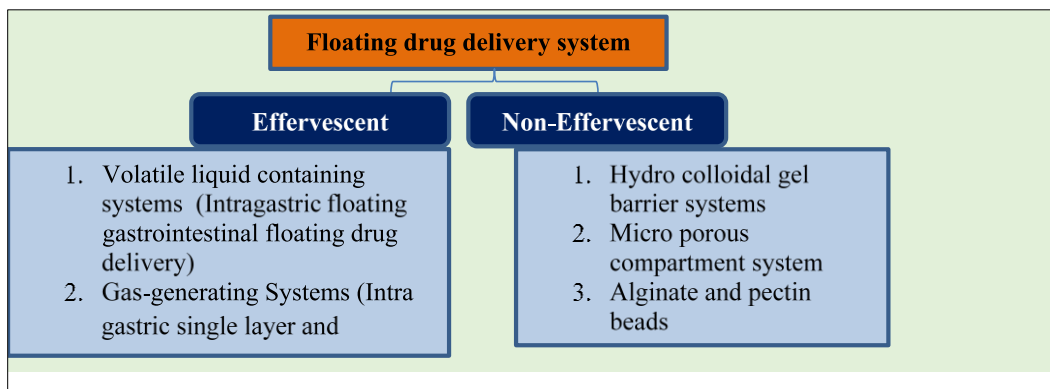 Floating drug delivery system
Effervescent
Non-Effervescent
1. Volatile liquid containing
systems (Intragastric floating
gastrointestinal floating drug
delivery)
2. Gas-generating Systems (Intra
gastric single layer and
1. Hydro colloidal gel
barrier systems
2. Micro porous
compartment system
3. Alginate and pectin
beads